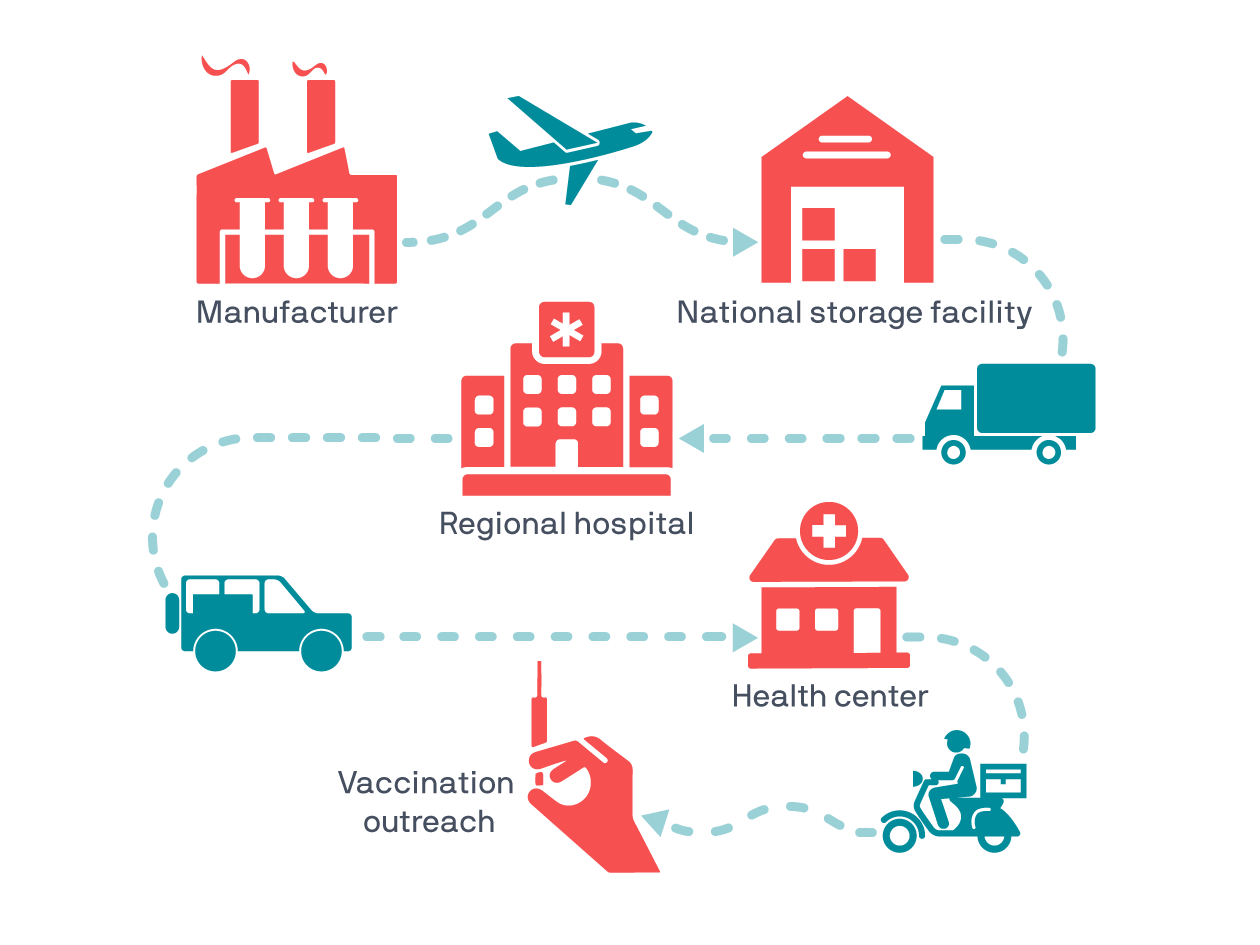 Manufacturer
National storage facility
Regional hospital
Health center
Vaccination
outreach